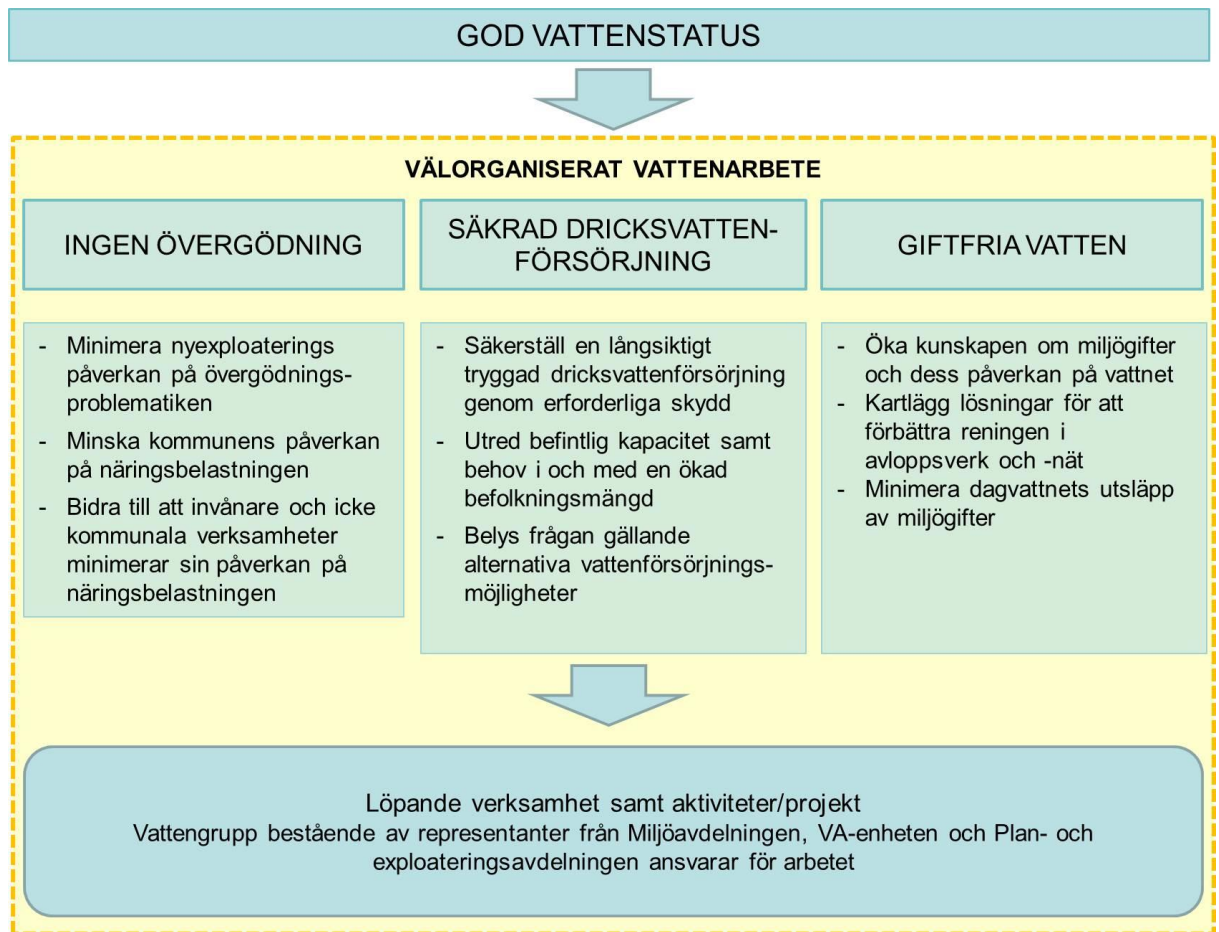 GOD VATTENSTATUS
VÄLORGANISERAT VATTENARBETE
INGEN ÖVERGÖDNING
SÄKRAD DRICKSVATTEN-
FÖRSÖRJNING
GIFTFRIA VATTEN
- Minimera nyexploaterings
påverkan på övergödnings-
problematiken
- Minska kommunens påverkan
på näringsbelastningen
- Bidra till att invånare och icke
kommunala verksamheter
minimerar sin påverkan på
näringsbelastningen
- Säkerställ en långsiktigt
tryggad dricksvattenförsörjning
genom erforderliga skydd
- Utred befintlig kapacitet samt
behov i och med en ökad
befolkningsmängd
- Belys frågan gällande
alternativa vattenförsörjnings-
möjligheter
- Öka kunskapen om miljögifter
och dess påverkan på vattnet
- Kartlägg lösningar för att
förbättra reningen i
avloppsverk och -nät
- Minimera dagvattnets utsläpp
av miljögifter
Löpande verksamhet samt aktiviteter/projekt
Vattengrupp bestående av representanter från Miljöavdelningen, VA-enheten och Plan- och
exploateringsavdelningen ansvarar för arbetet